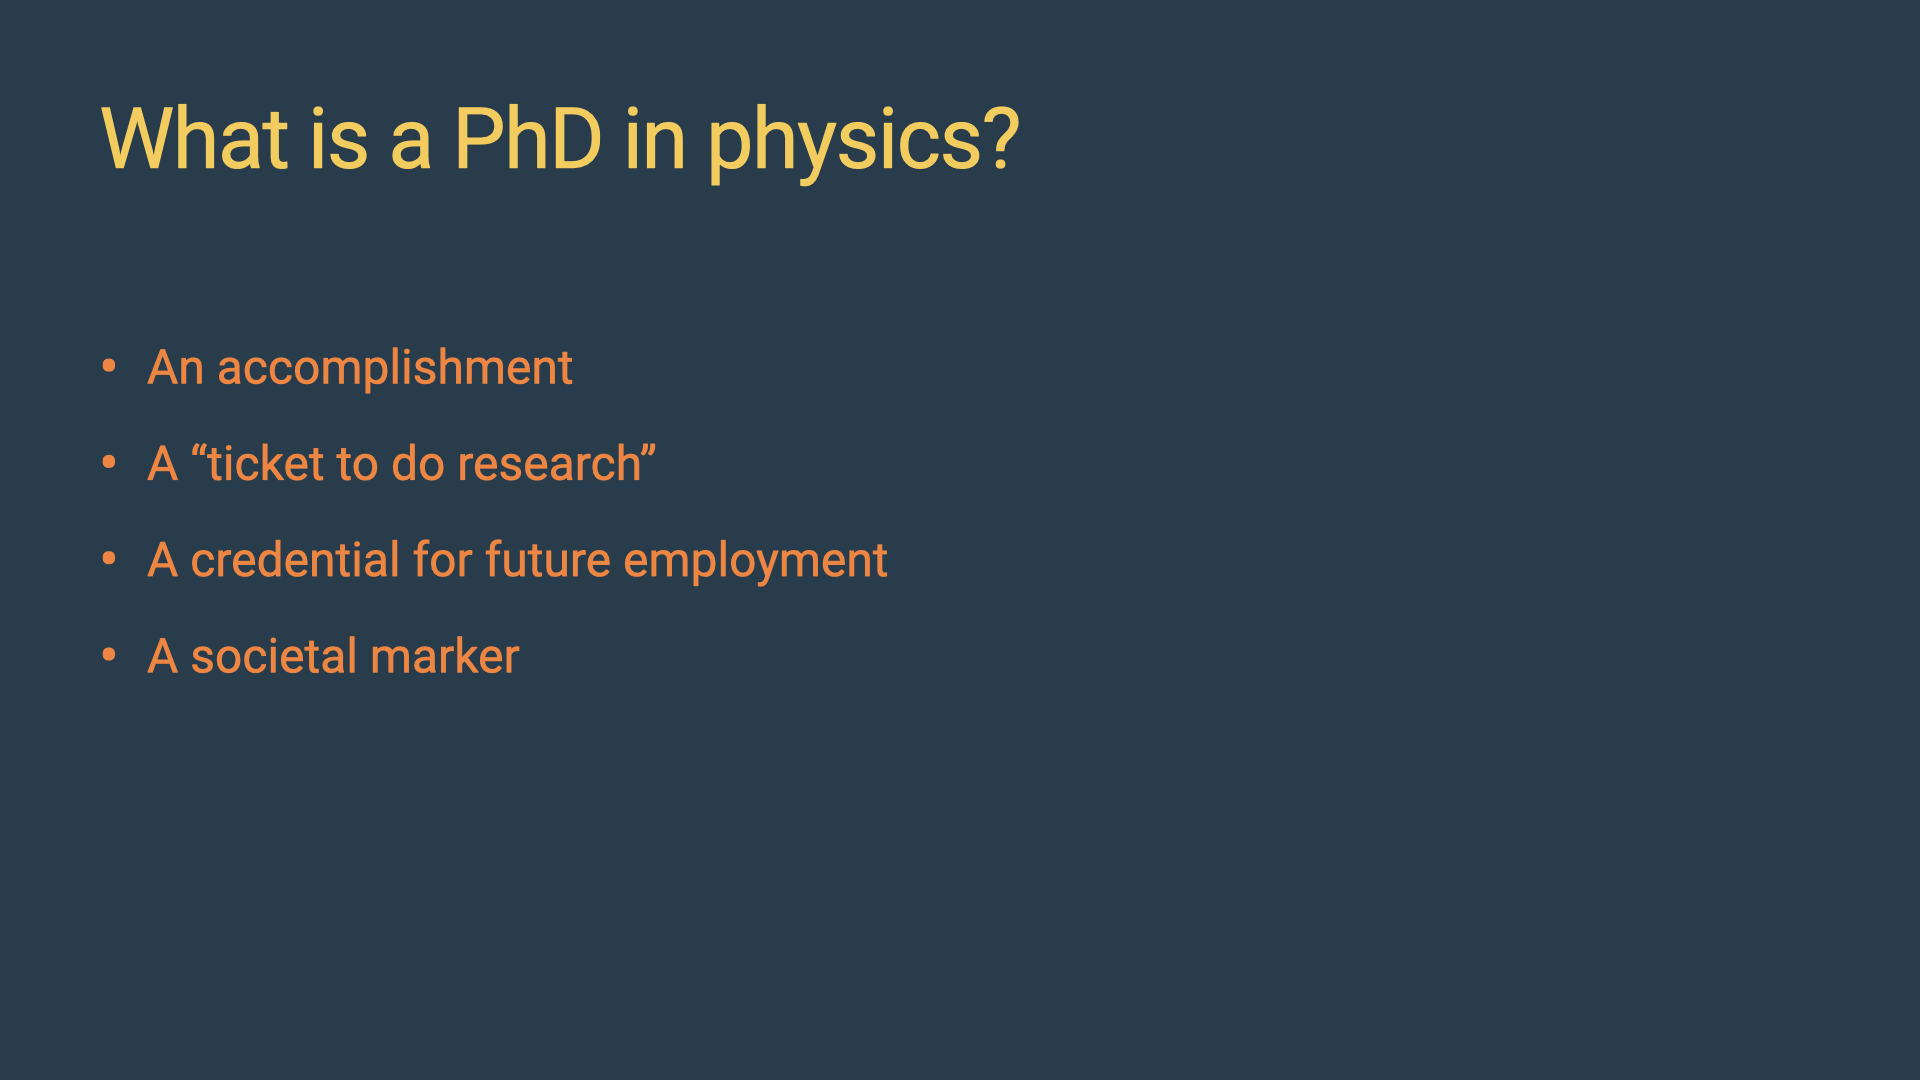 What is a PhD in physics?
• An accomplishment
• A “ticket to do research”
• A credential for future employment
• A societal marker